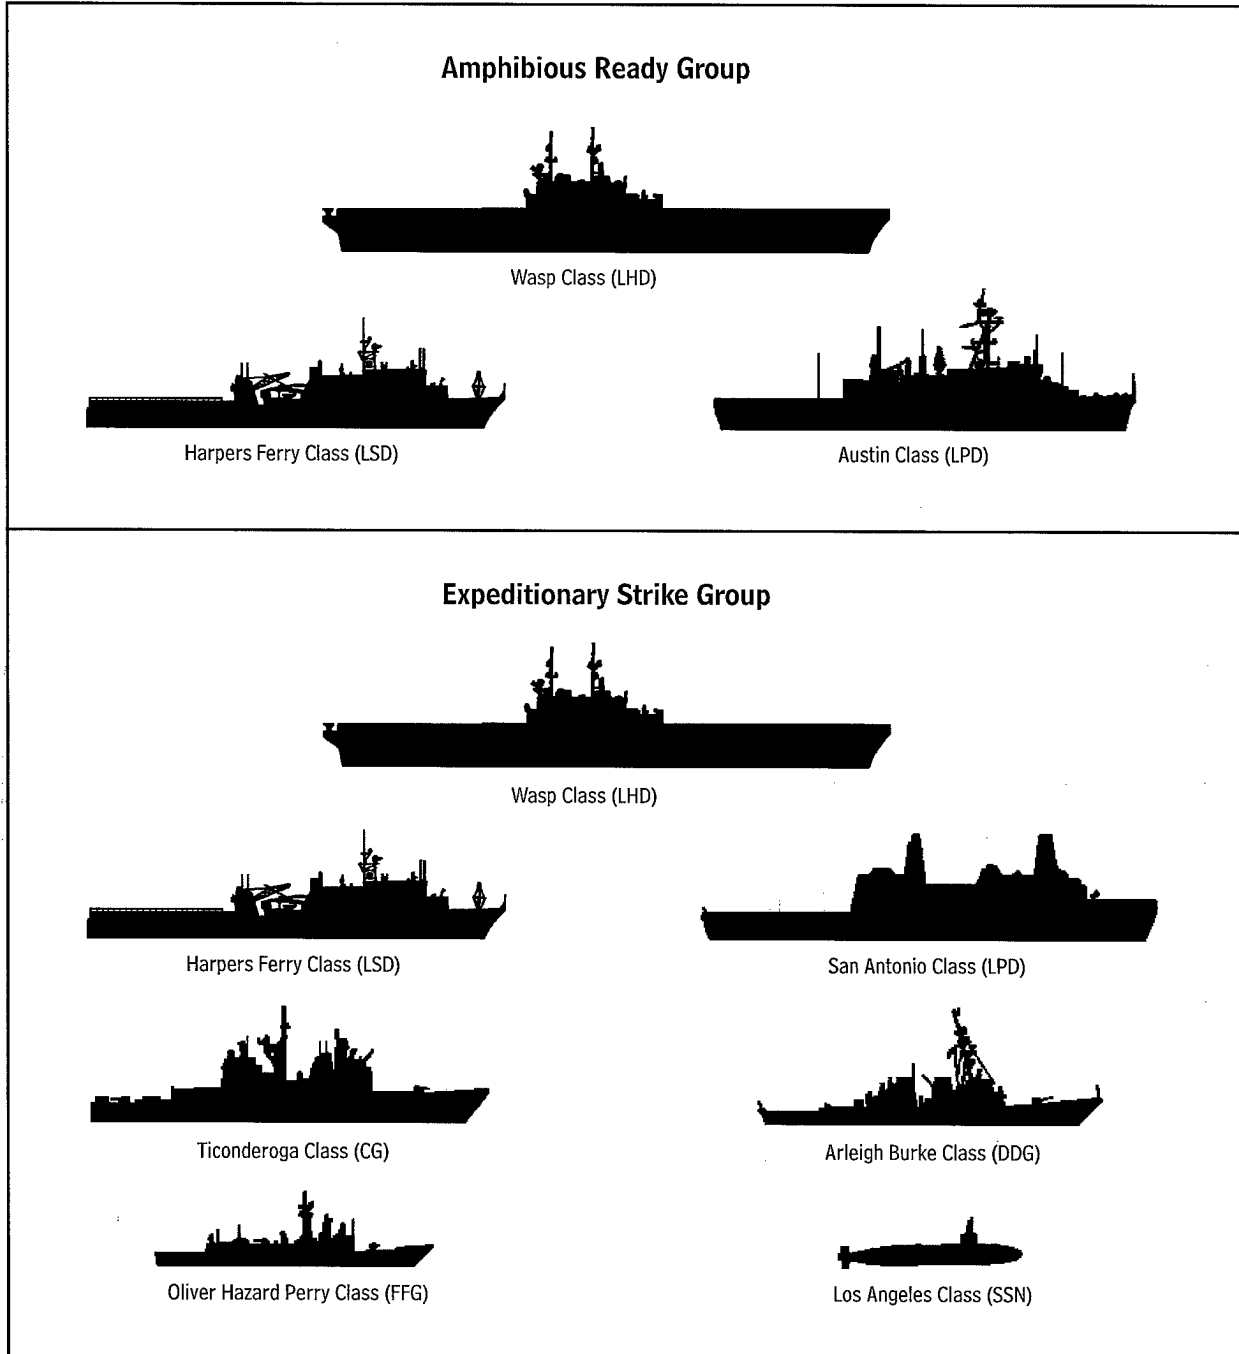 Amphibious Ready Group
Wasp Class (LHD)
Harpers Ferry Class (LSD)
Austin Class (LPD)
Expeditionary Strike Group
Wasp Class (LHD)
Harpers Ferry Class (LSD)
San Antonio Class (LPD)
Ticonderoga Class (CG)
Arleigh Burke Class (DDG)
Oliver Hazard Perry Class (FFG)
Los Angeles Class (SSN)